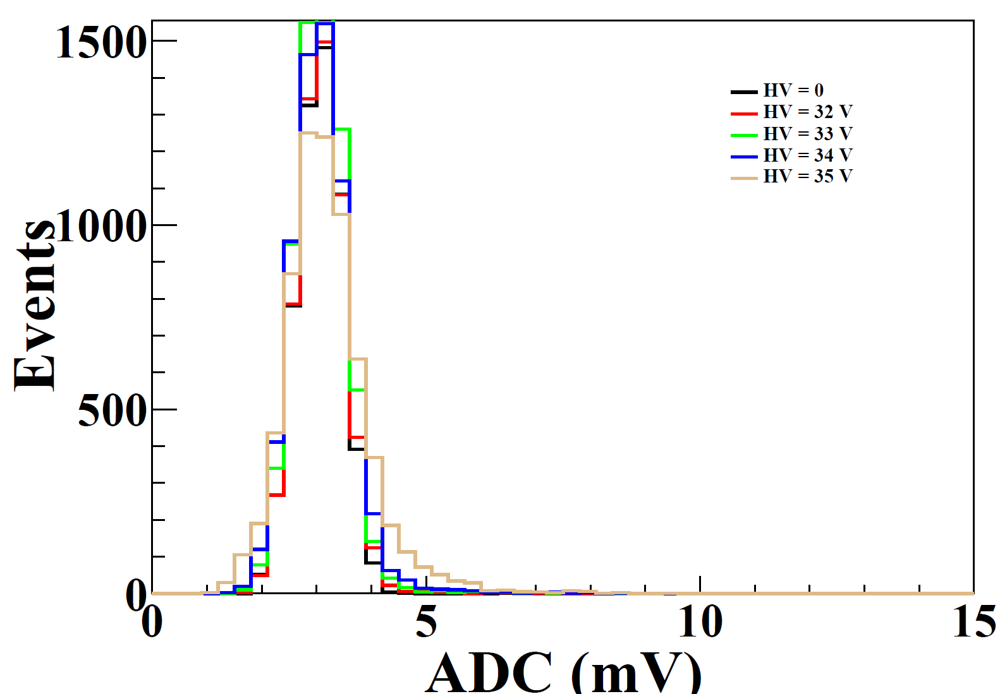 1500
HV = 0
HV = 32 V
HV = 33 V
HV = 34 V
HV = 35 V
1000
Events
500
0
0 5 10 15
ADC (mV)